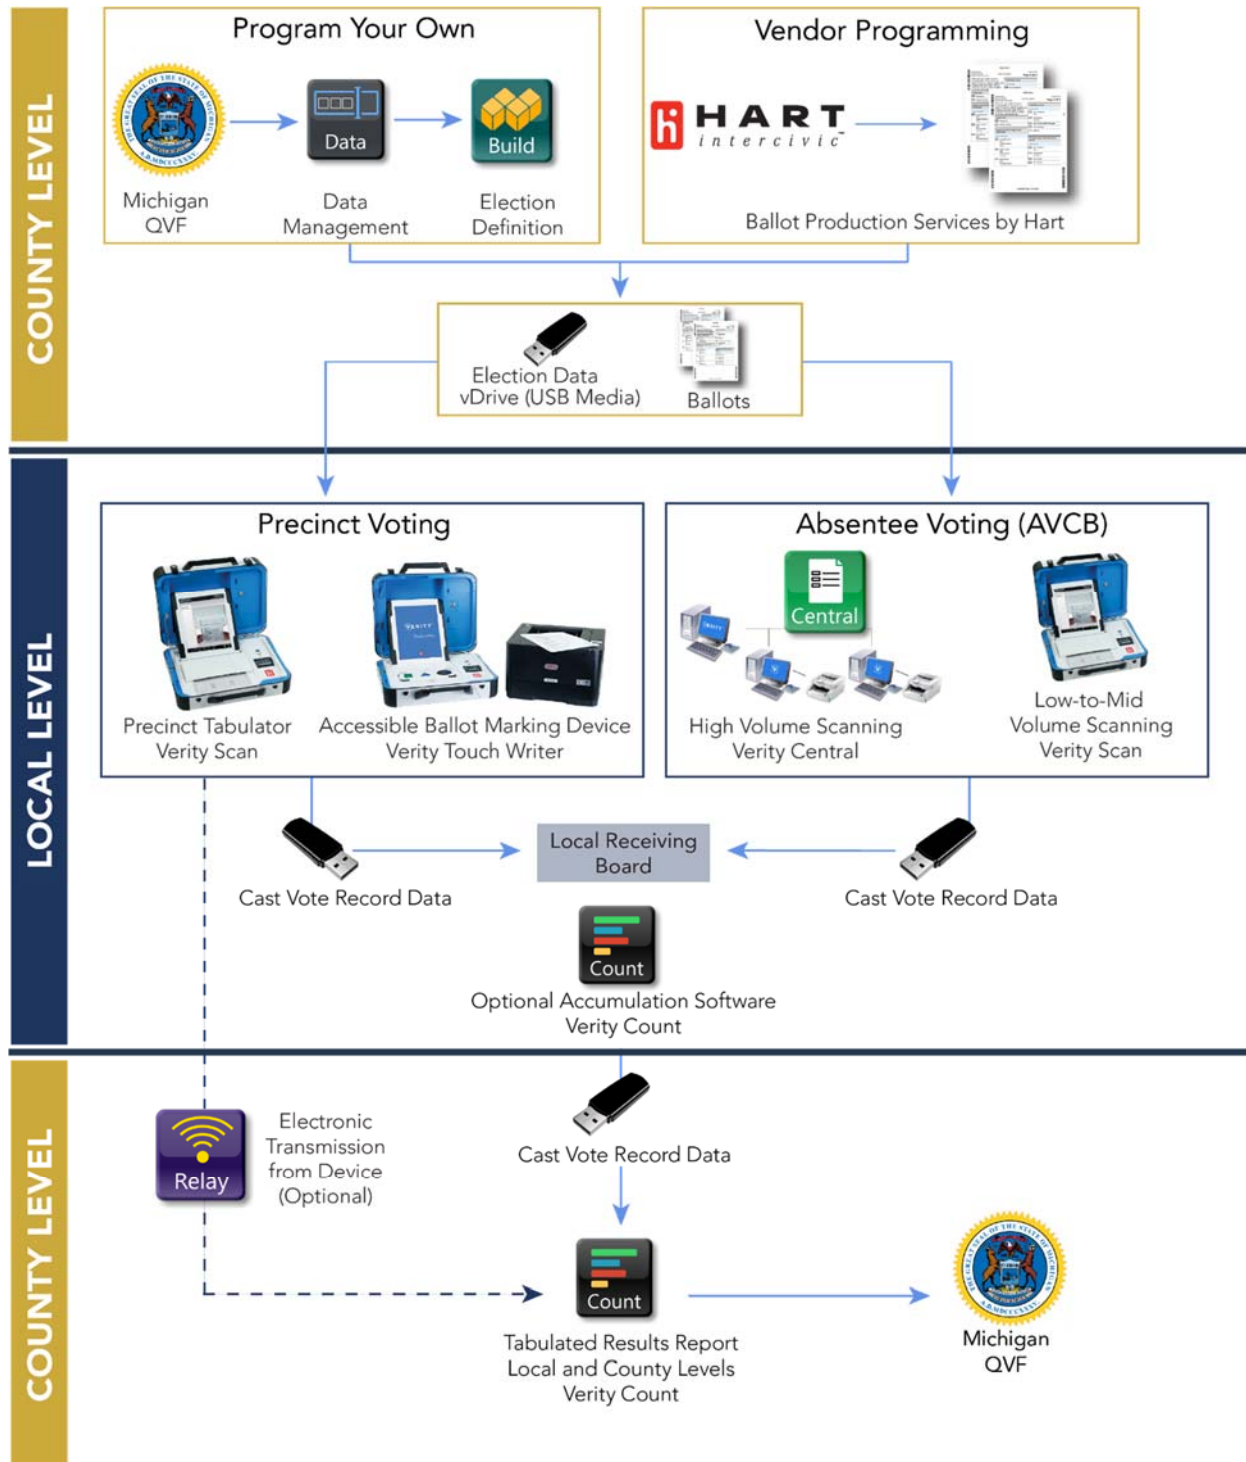 COUNTY LEVEL
Program Your Own
Data
Build
Michigan
QVF
Data
Management
Election
Definition
Vendor Programming
HART
intercivic
Ballot Production Services by Hart
Election Data
vDrive (USB Media)
Ballots
LOCAL LEVEL
Precinct Voting
VERITY
Precinct Tabulator
Verity Scan
Accessible Ballot Marking Device
Verity Touch Writer
Absentee Voting (AVCB)
Central
High Volume Scanning
Verity Central
Low-to-Mid
Volume Scanning
Verity Scan
Cast Vote Record Data
Local Receiving
Board
Cast Vote Record Data
Count
Optional Accumulation Software
Verity Count
COUNTY LEVEL
Relay
Electronic
Transmission
from Device
(Optional)
Cast Vote Record Data
Count
Tabulated Results Report
Local and County Levels
Verity Count
Michigan
QVF